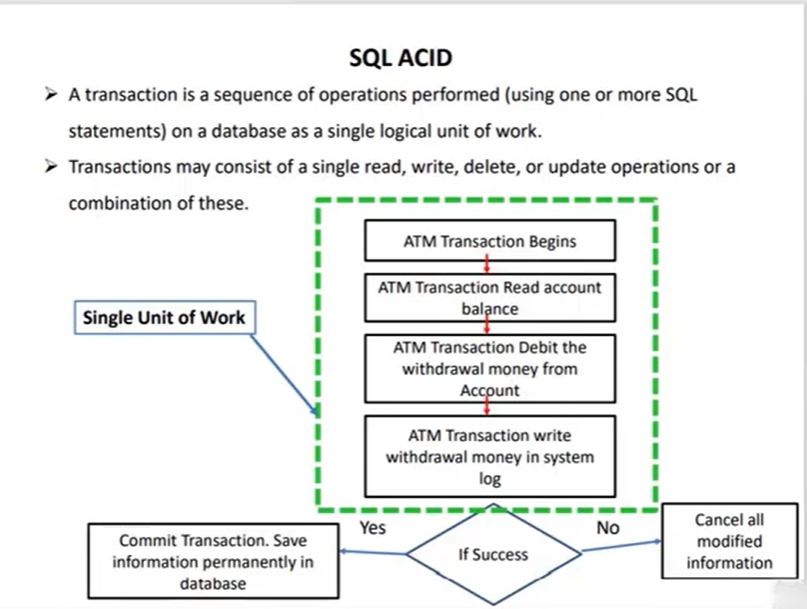 SQL ACID
➢ A transaction is a sequence of operations performed (using one or more SQL
statements) on a database as a single logical unit of work.
➢ Transactions may consist of a single read, write, delete, or update operations or a
combination of these.
ATM Transaction Begins
ATM Transaction Read account
balance
Single Unit of Work
ATM Transaction Debit the
withdrawal money from
Account
ATM Transaction write
withdrawal money in system
log
If Success
Yes
Commit Transaction. Save
information permanently in
database
No
Cancel all
modified
information